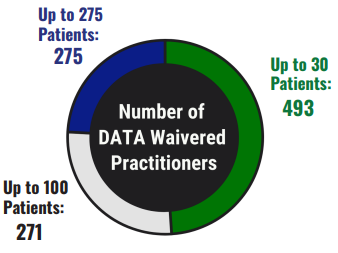 Up to 275
Patients:
275
Up to 30
Patients:
493
Number of
DATA Waivered
Practitioners
Up to 100
Patients:
271